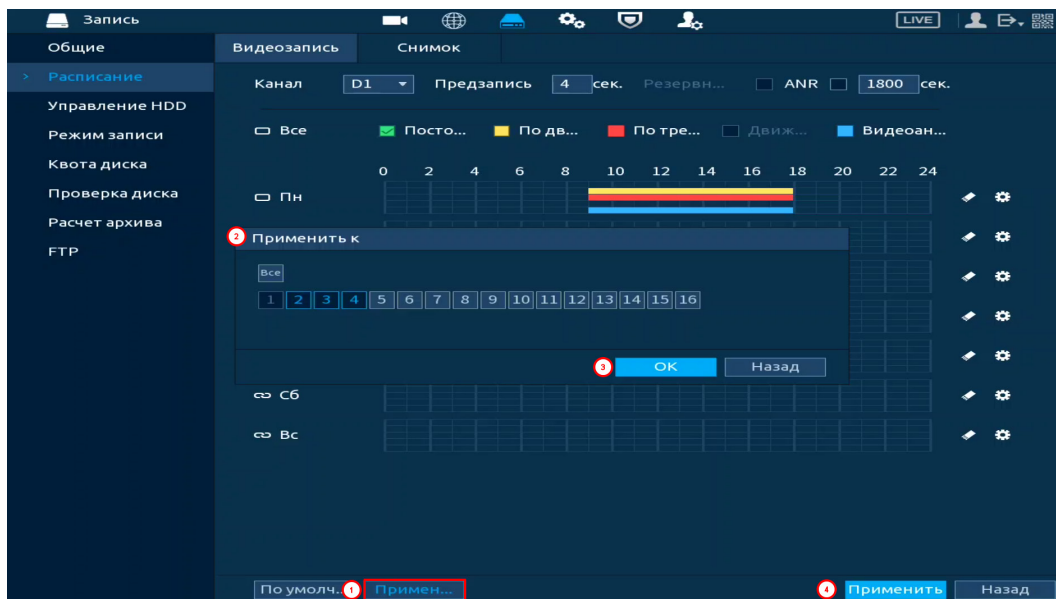 Запись LIVE
Общие
Расписание
Управление HDD
Режим записи
Квота диска
Проверка диска
Расчет архива
FTP
Видеозапись Снимок
Канал D1 Предзапись 4 сек. Резервн... ANR 1800 сек.
Все Посто... По дв... По тре... Движ... Видеоан...
0 2 4 6 8 10 12 14 16 18 20 22 24
Пн
2 Применить к
Все
1 2 3 4 5 6 7 8 9 10 11 12 13 14 15 16
3 OK Назад
Сб
Вс
По умолч.. 1 Примен... 4 Применить Назад